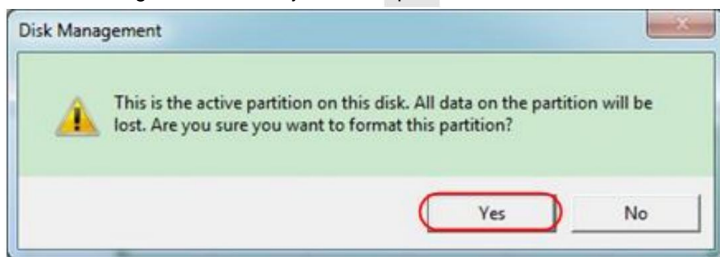 Disk Management
This is the active partition on this disk. All data on the partition will be
lost. Are you sure you want to format this partition?
Yes
No